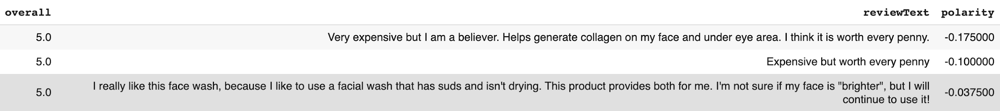 overall reviewText polarity
5.0 Very expensive but I am a believer. Helps generate collagen on my face and under eye area. I think it is worth every penny. -0.175000
5.0 Expensive but worth every penny -0.100000
5.0 I really like this face wash, because I like to use a facial wash that has suds and isn't drying. This product provides both for me. I'm not sure if my face is "brighter", but I will -0.037500
continue to use it!